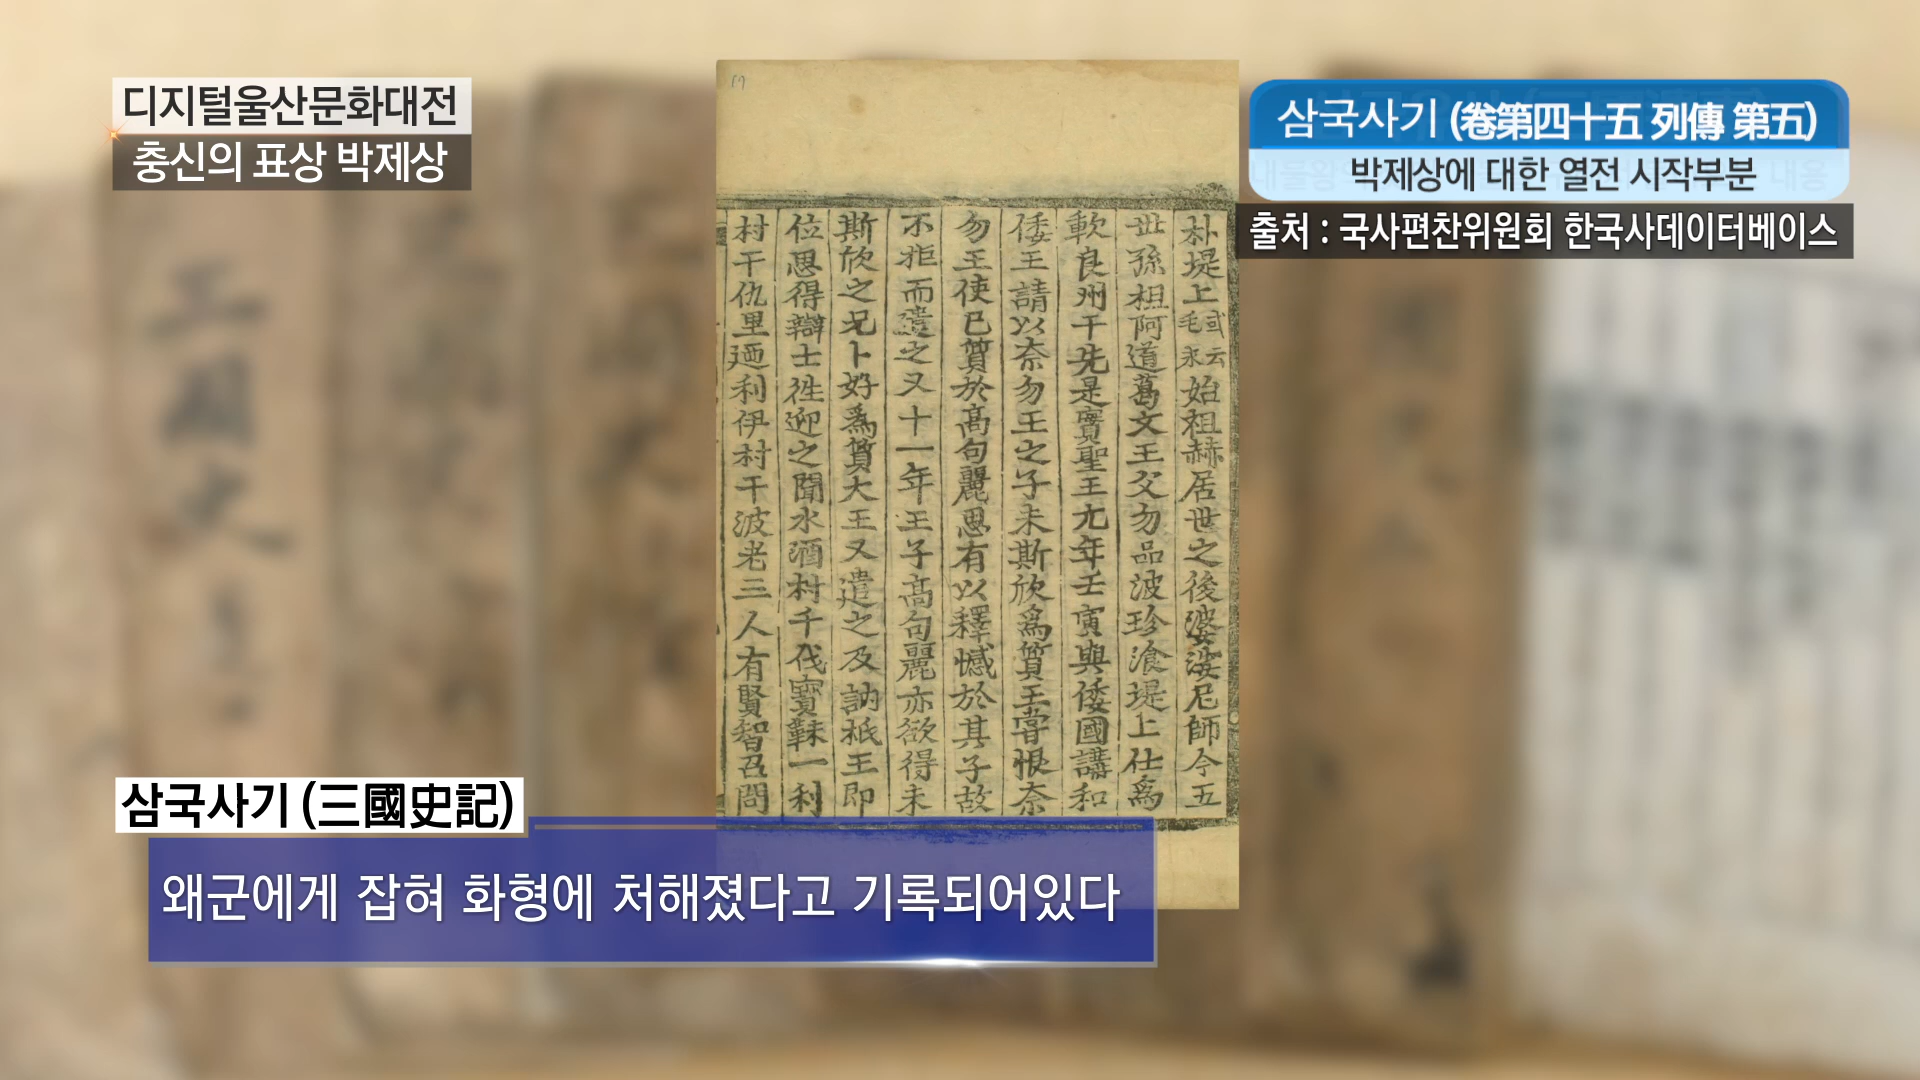 디지털울산문화대전
충신의 표상 박제상
삼국사기 (卷第四十五 列傳 第五)
박제상에 대한 열전 시작부분
출처 : 국사편찬위원회 한국사데이터베이스
朴堤上或云毛末始祖赫居世之後婆娑尼師今五
世孫祖阿道葛文王父勿品波珍飡堤上仕爲
歃良州干先是實聖王元年壬寅與倭國講和
倭王請以奈勿王之子未斯欣爲質王嘗恨奈
勿王使己質於高句麗思有以釋憾於其子故
不拒而遣之又十一年壬子高句麗亦欲得未
斯欣之兄卜好爲質大王又遣之及訥祇王即
位思得辯士徃迎之聞水酒村干伐寶靺一利
村干仇里迺利伊村干波老三人有賢智召問
삼국사기 (三國史記)
왜군에게 잡혀 화형에 처해졌다고 기록되어있다